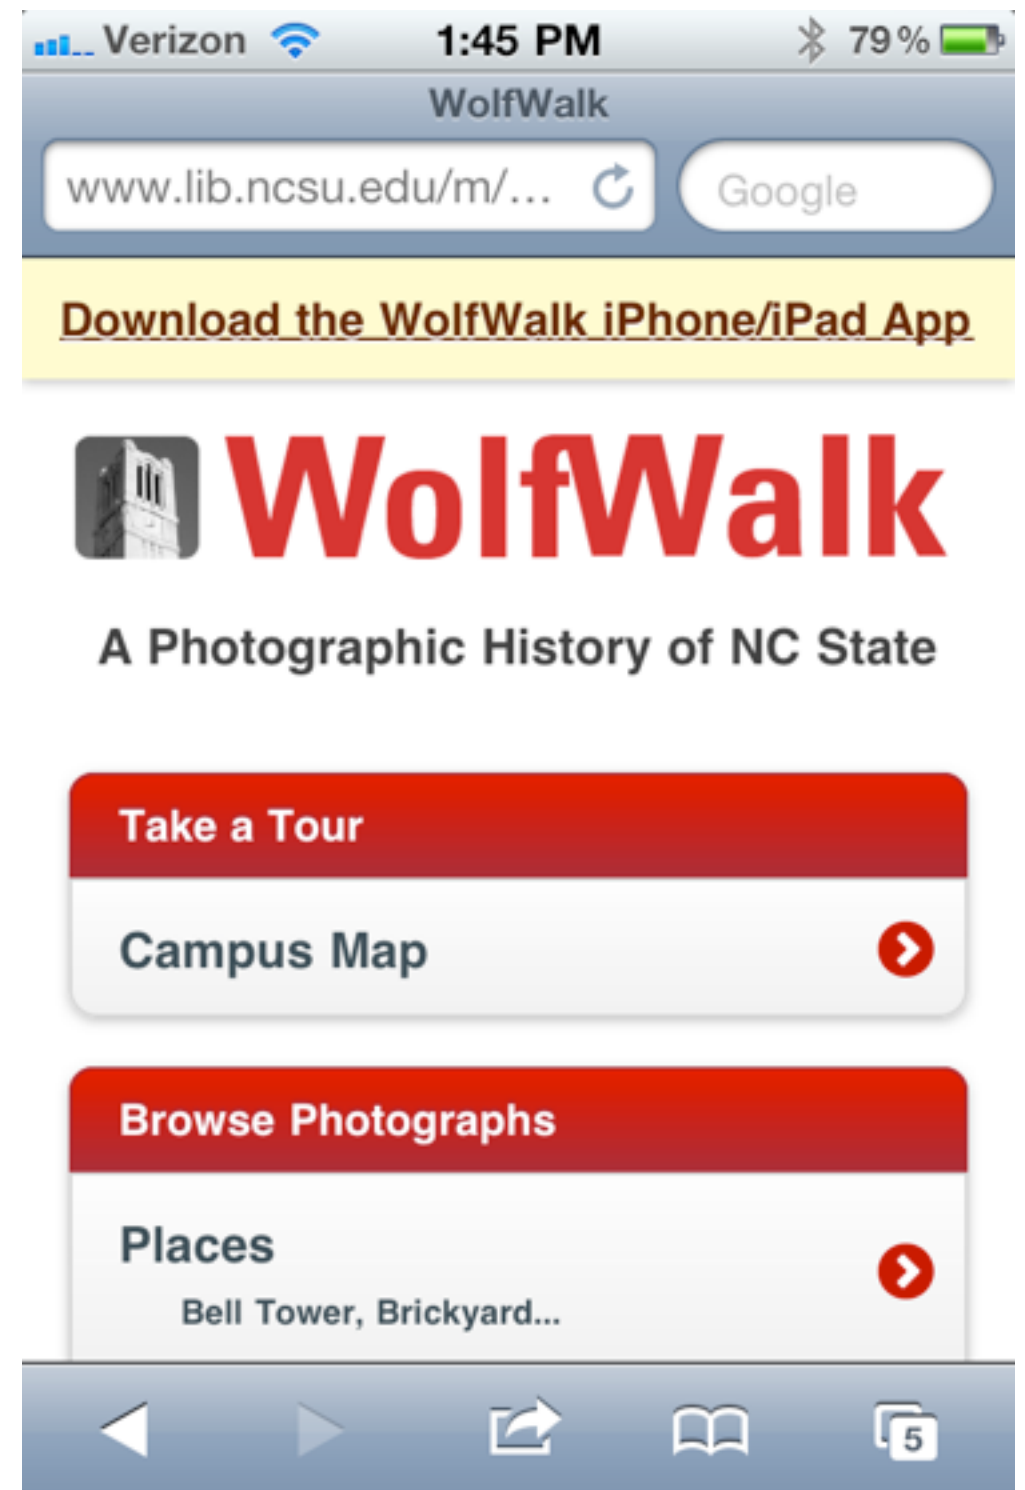 Verizon 1:45 PM 79%
WolfWalk
www.lib.ncsu.edu/m/... Google
Download the WolfWalk iPhone/iPad App
WolfWalk
A Photographic History of NC State
Take a Tour
Campus Map
Browse Photographs
Places
Bell Tower, Brickyard...
5